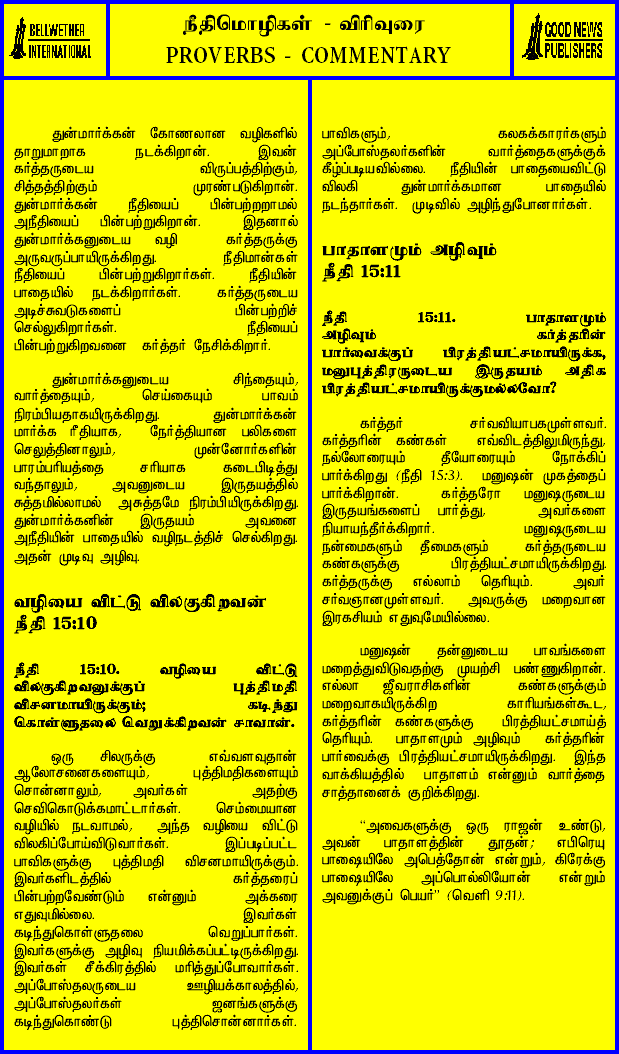 BELLWETHER
INTERNATIONAL
நீதிமொழிகள் - விரிவுரை
PROVERBS - COMMENTARY
GOOD NEWS
PUBLISHERS
துன்மார்க்கன் கோணலான வழிகளில்
தாறுமாறாக நடக்கிறான். இவன்
கர்த்தருடைய விருப்பத்திற்கும்,
சித்தத்திற்கும் முரண்படுகிறான்.
துன்மார்க்கன் நீதியைப் பின்பற்றறாமல்
அநீதியைப் பின்பற்றுகிறான். இதனால்
துன்மார்க்கனுடைய வழி கர்த்தருக்கு
அருவருப்பாயிருக்கிறது. நீதிமான்கள்
நீதியைப் பின்பற்றுகிறார்கள். நீதியின்
பாதையில் நடக்கிறார்கள். கர்த்தருடைய
அடிச்சுவடுகளைப் பின்பற்றிச்
செல்லுகிறார்கள். நீதியைப்
பின்பற்றுகிறவனை கர்த்தர் நேசிக்கிறார்.
துன்மார்க்கனுடைய சிந்தையும்,
வார்த்தையும், செய்கையும் பாவம்
நிரம்பியதாகயிருக்கிறது. துன்மார்க்கன்
மார்க்க ரீதியாக, நேர்த்தியான பலிகளை
செலுத்தினாலும், முன்னோர்களின்
பாரம்பரியத்தை சரியாக கடைபிடித்து
வந்தாலும், அவனுடைய இருதயத்தில்
சுத்தமில்லாமல் அசுத்தமே நிரம்பியிருக்கிறது.
துன்மார்க்கனின் இருதயம் அவனை
அநீதியின் பாதையில் வழிநடத்திச் செல்கிறது.
அதன் முடிவு அழிவு.
வழியை விட்டு விலகுகிறவன்
நீதி 15:10
நீதி 15:10. வழியை விட்டு
விலகுகிறவனுக்குப் புத்திமதி
விசனமாயிருக்கும்; கடிந்து
கொள்ளுதலை வெறுக்கிறவன் சாவான்.
ஒரு சிலருக்கு எவ்வளவுதான்
ஆலோசனைகளையும், புத்திமதிகளையும்
சொன்னாலும், அவர்கள் அதற்கு
செவிகொடுக்கமாட்டார்கள். செம்மையான
வழியில் நடவாமல், அந்த வழியை விட்டு
விலகிப்போய்விடுவார்கள். இப்படிப்பட்ட
பாவிகளுக்கு புத்திமதி விசனமாயிருக்கும்.
இவர்களிடத்தில் கர்த்தரைப்
பின்பற்றவேண்டும் என்னும் அக்கரை
எதுவுமில்லை. இவர்கள்
கடிந்துகொள்ளுதலை வெறுப்பார்கள்.
இவர்களுக்கு அழிவு நியமிக்கப்பட்டிருக்கிறது.
இவர்கள் சீக்கிரத்தில் மரித்துப்போவார்கள்.
அப்போஸ்தலருடைய ஊழியக்காலத்தில்,
அப்போஸ்தலர்கள் ஜனங்களுக்கு
கடிந்துகொண்டு புத்திசொன்னார்கள்.
பாவிகளும், கலகக்காரர்களும்
அப்போஸ்தலர்களின் வார்த்தைகளுக்குக்
கீழ்ப்படியவில்லை. நீதியின் பாதையைவிட்டு
விலகி துன்மார்க்கமான பாதையில்
நடந்தார்கள். முடிவில் அழிந்துபோனார்கள்.
பாதாளமும் அழிவும்
நீதி 15:11
நீதி 15:11. பாதாளமும்
அழிவும் கர்த்தரின்
பார்வைக்குப் பிரத்தியட்சமாயிருக்க,
மனுபுத்திரருடைய இருதயம் அதிக
பிரத்தியட்சமாயிருக்குமல்லவோ?
கர்த்தர் சர்வவியாபகமுள்ளவர்.
கர்த்தரின் கண்கள் எவ்விடத்திலுமிருந்து,
நல்லோரையும் தீயோரையும் நோக்கிப்
பார்க்கிறது (நீதி 15:3). மனுஷன் முகத்தைப்
பார்க்கிறான். கர்த்தரோ மனுஷருடைய
இருதயங்களைப் பார்த்து, அவர்களை
நியாயந்தீர்க்கிறார். மனுஷருடைய
நன்மைகளும் தீமைகளும் கர்த்தருடைய
கண்களுக்கு பிரத்தியட்சமாயிருக்கிறது.
கர்த்தருக்கு எல்லாம் தெரியும். அவர்
சர்வஞானமுள்ளவர். அவருக்கு மறைவான
இரகசியம் எதுவுமேயில்லை.
மனுஷன் தன்னுடைய பாவங்களை
மறைத்துவிடுவதற்கு முயற்சி பண்ணுகிறான்.
எல்லா ஜீவராசிகளின் கண்களுக்கும்
மறைவாகயிருக்கிற காரியங்கள்கூட,
கர்த்தரின் கண்களுக்கு பிரத்தியட்சமாய்த்
தெரியும். பாதாளமும் அழிவும் கர்த்தரின்
பார்வைக்கு பிரத்தியட்சமாயிருக்கிறது. இந்த
வாக்கியத்தில் பாதாளம் என்னும் வார்த்தை
சாத்தானைக் குறிக்கிறது.
“அவைகளுக்கு ஒரு ராஜன் உண்டு,
அவன் பாதாளத்தின் தூதன்; எபிரெயு
பாஷையிலே அபெத்தோன் என்றும், கிரேக்கு
பாஷையிலே அப்பொல்லியோன் என்றும்
அவனுக்குப் பெயர்” (வெளி 9:11).